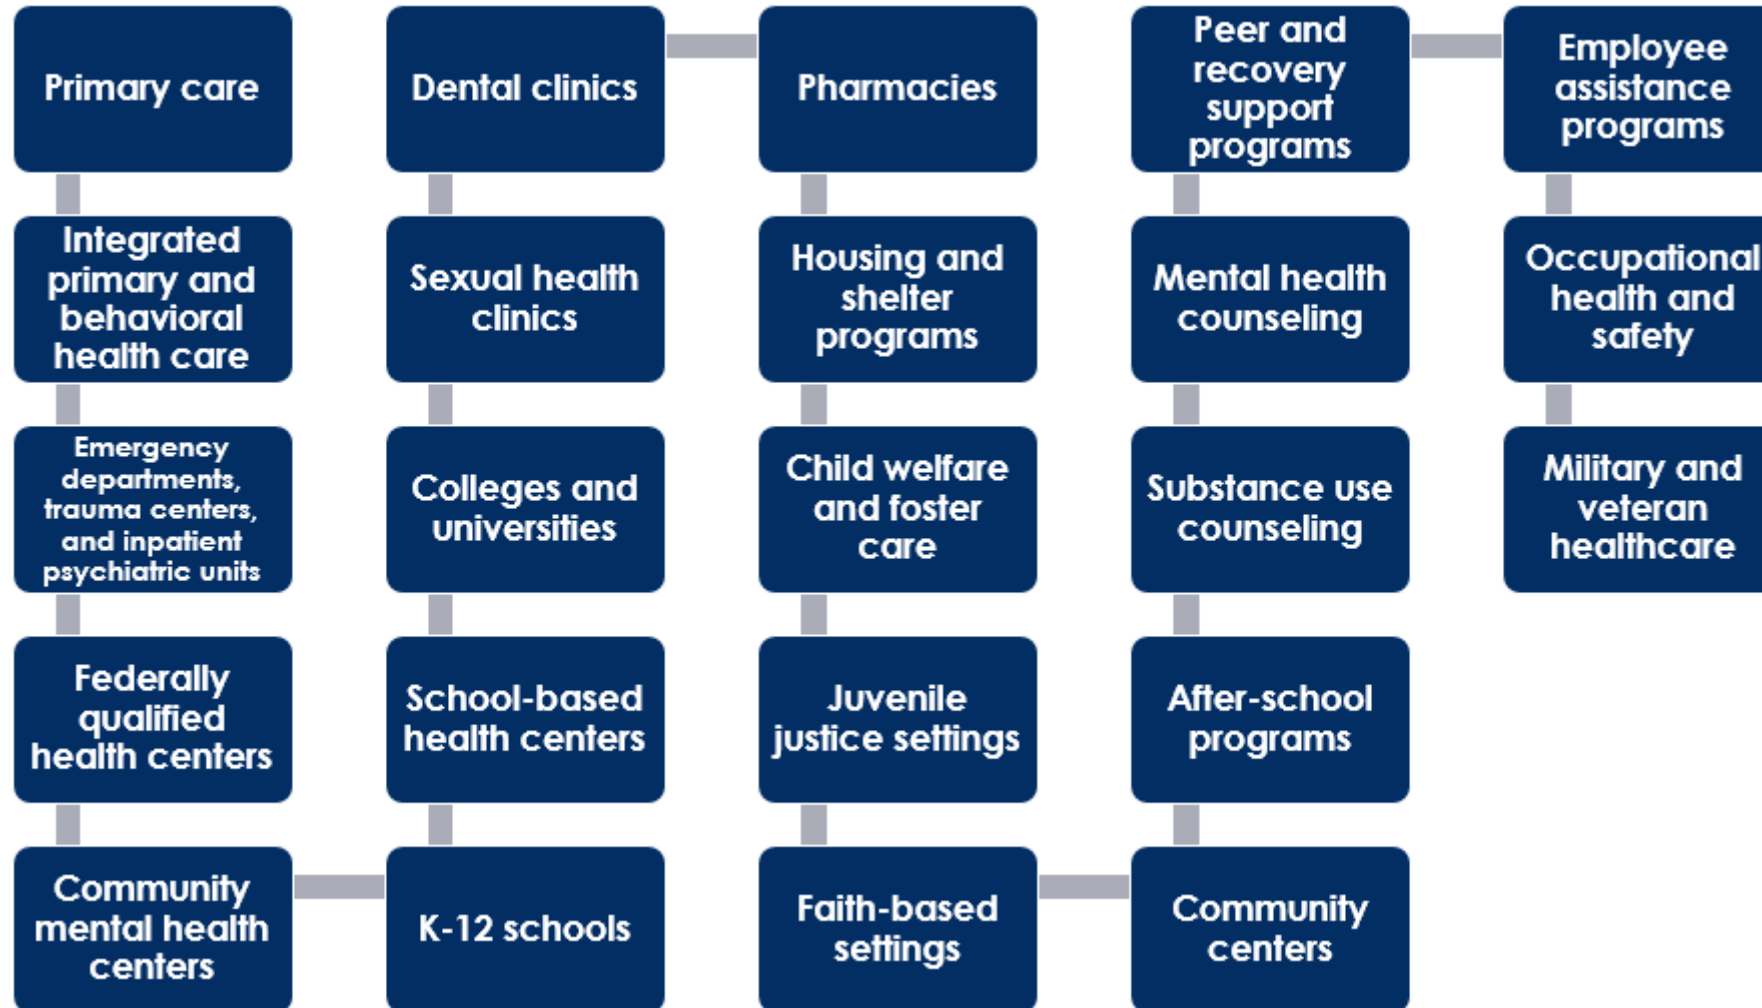 Primary care
Integrated
primary and
behavioral
health care
Emergency
departments,
trauma centers,
and inpatient
psychiatric units
Federally
qualified
health centers
Community
mental health
centers
K-12 schools
School-based
health centers
Colleges and
universities
Sexual health
clinics
Dental clinics
Pharmacies
Housing and
shelter
programs
Child welfare
and foster
care
Juvenile
justice settings
Faith-based
settings
Community
centers
After-school
programs
Substance use
counseling
Mental health
counseling
Peer and
recovery
support
programs
Employee
assistance
programs
Occupational
health and
safety
Military and
veteran
healthcare